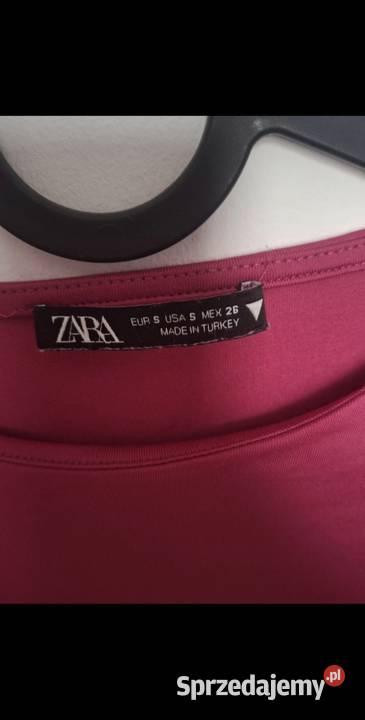 ZARA
EUR S USA S MEX 26
MADE IN TURKEY
Sprzedajemy.pl